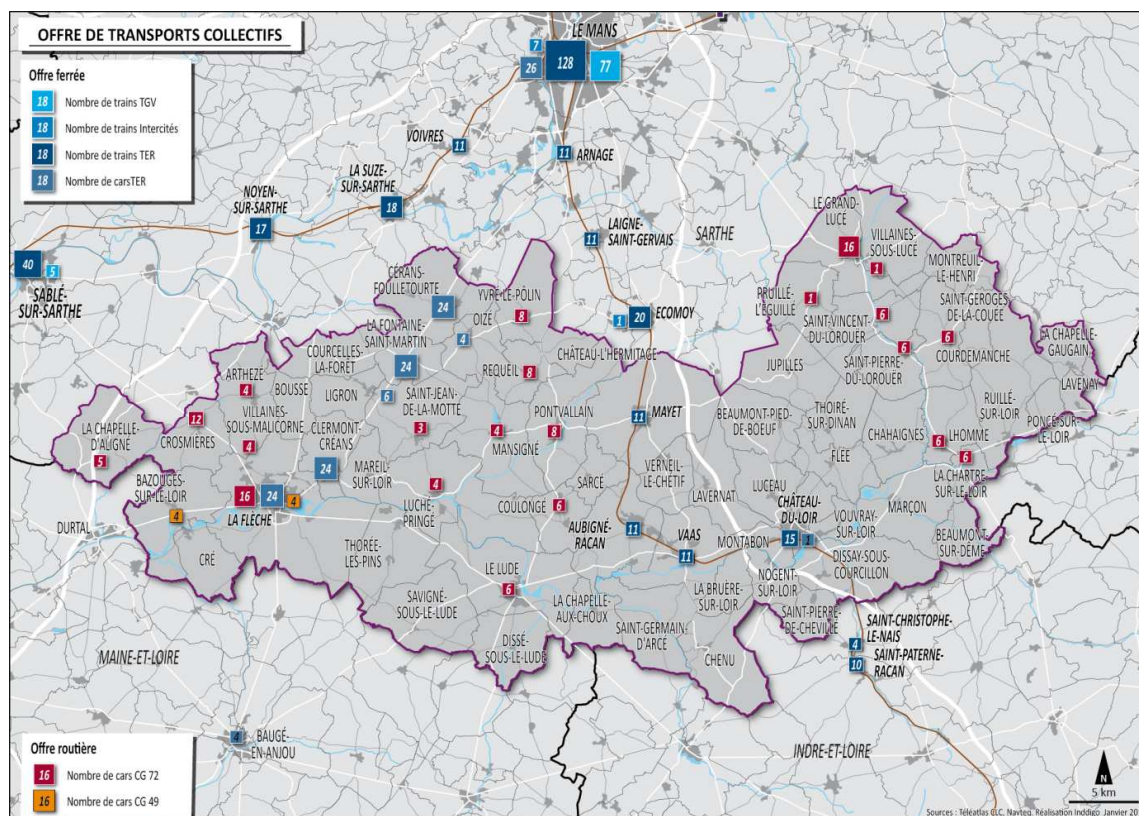 OFFRE DE TRANSPORTS COLLECTIFS
Offre ferrée
18 Nombre de trains TGV
18 Nombre de trains Intercités
18 Nombre de trains TER
18 Nombre de carsTER
LE MANS
7
26
128
77
VOIVRES
11
11
ARNAGE
LA SUZE-
SUR-SARTHE
18
NOYEN-
SUR-SARTHE
17
40
5
SABLÉ-
SUR-SARTHE
LAIGNE-
SAINT-GERVAIS
11
SARTHE
1
20
ECOMOY
LE GRAND-
LUCÉ
16
VILLAINES-
SOUS-LUCÉ
1
MONTREUIL-
LE-HENRI
PRUILLÉ-
L'EGUILLE
1
SAINT-VINCENT-
DU-LOROUER
6
SAINT-GEROGES-
DE-LA-COUÉE
6
COURDEMANCHE
SAINT-PIERRE-
DU-LOROUER
6
LA CHAPELLE-
GAUGAIN
LAVENAY
JUPILLES
RUILLÉ-
SUR-LOIR
PONCÉ-SUR-
LE-LOIR
CÉRANS-
FOULLETOURTE
24
YVRÉ-LE-PÔLIN
8
OIZÉ
4
LA FONTAINE-
SAINT-MARTIN
24
6
CHÂTEAU-L'HERMITAGE
REQUEIL
8
COURCELLES-
LA-FORÊT
ARTHEZÉ
4
BOUSSE
LIGRON
SAINT-JEAN-
DE-LA-MOTTE
3
PONTVALLAIN
8
4
MANSIGNÉ
11
MAYET
BEAUMONT-PIED-
DE-BOEUF
THOIRÉ-
SUR-DINAN
CHAHAIGNES
6
LHOMME
6
FLÉE
LA CHARTRE-
SUR-LE-LOIR
LA CHAPELLE-
D'ALIGNÉ
5
12
CROSMIÈRES
VILLAINES-
SOUS-MALICORNE
4
CLERMONT-
CRÉANS
24
MAREIL-
SUR-LOIR
4
LUCHÉ-
PRINGÉ
SARCÉ
VERNEIL-
LE-CHÉTIF
LAVERNAT
LUCEAU
MARÇON
BAZOUGES-
SUR-LE-LOIR
4
16
24
4
LA FLÈCHE
COULONGÉ
6
AUBIGNÉ-
RACAN
11
VAAS
11
MONTABON
CHÂTEAU-
DU-LOIR
15
1
VOUVRAY-
SUR-LOIR
BEAUMONT-
SUR-DÊME
DISSAY-SOUS-
COURCILLON
DURTAL
CRÉ
THORÉE-
LES-PINS
LE LUDE
6
LA BRUÈRE-
SUR-LOIR
NOGENT-
SUR-LOIR
SAVIGNÉ-
SOUS-LE-LUDE
LA CHAPELLE-
AUX-CHOUX
SAINT-GERMAIN-
D'ARCÉ
SAINT-PIERRE-
DE-CHEVILLÉ
SAINT-CHRISTOPHE-
LE-NAIS
4
SAINT-PATERNE-
RACAN
10
DISSÉ-
SOUS-LE-LUDE
CHENU
MAINE-ET-LOIRE
4
BAUGÉ-
EN-ANJOU
INDRE-ET-LOIRE
Offre routière
16 Nombre de cars CG 72
16 Nombre de cars CG 49
N
5 km
Sources : Téléatlas CLC, Navteq. Réalisation Inddigo Janvier 20